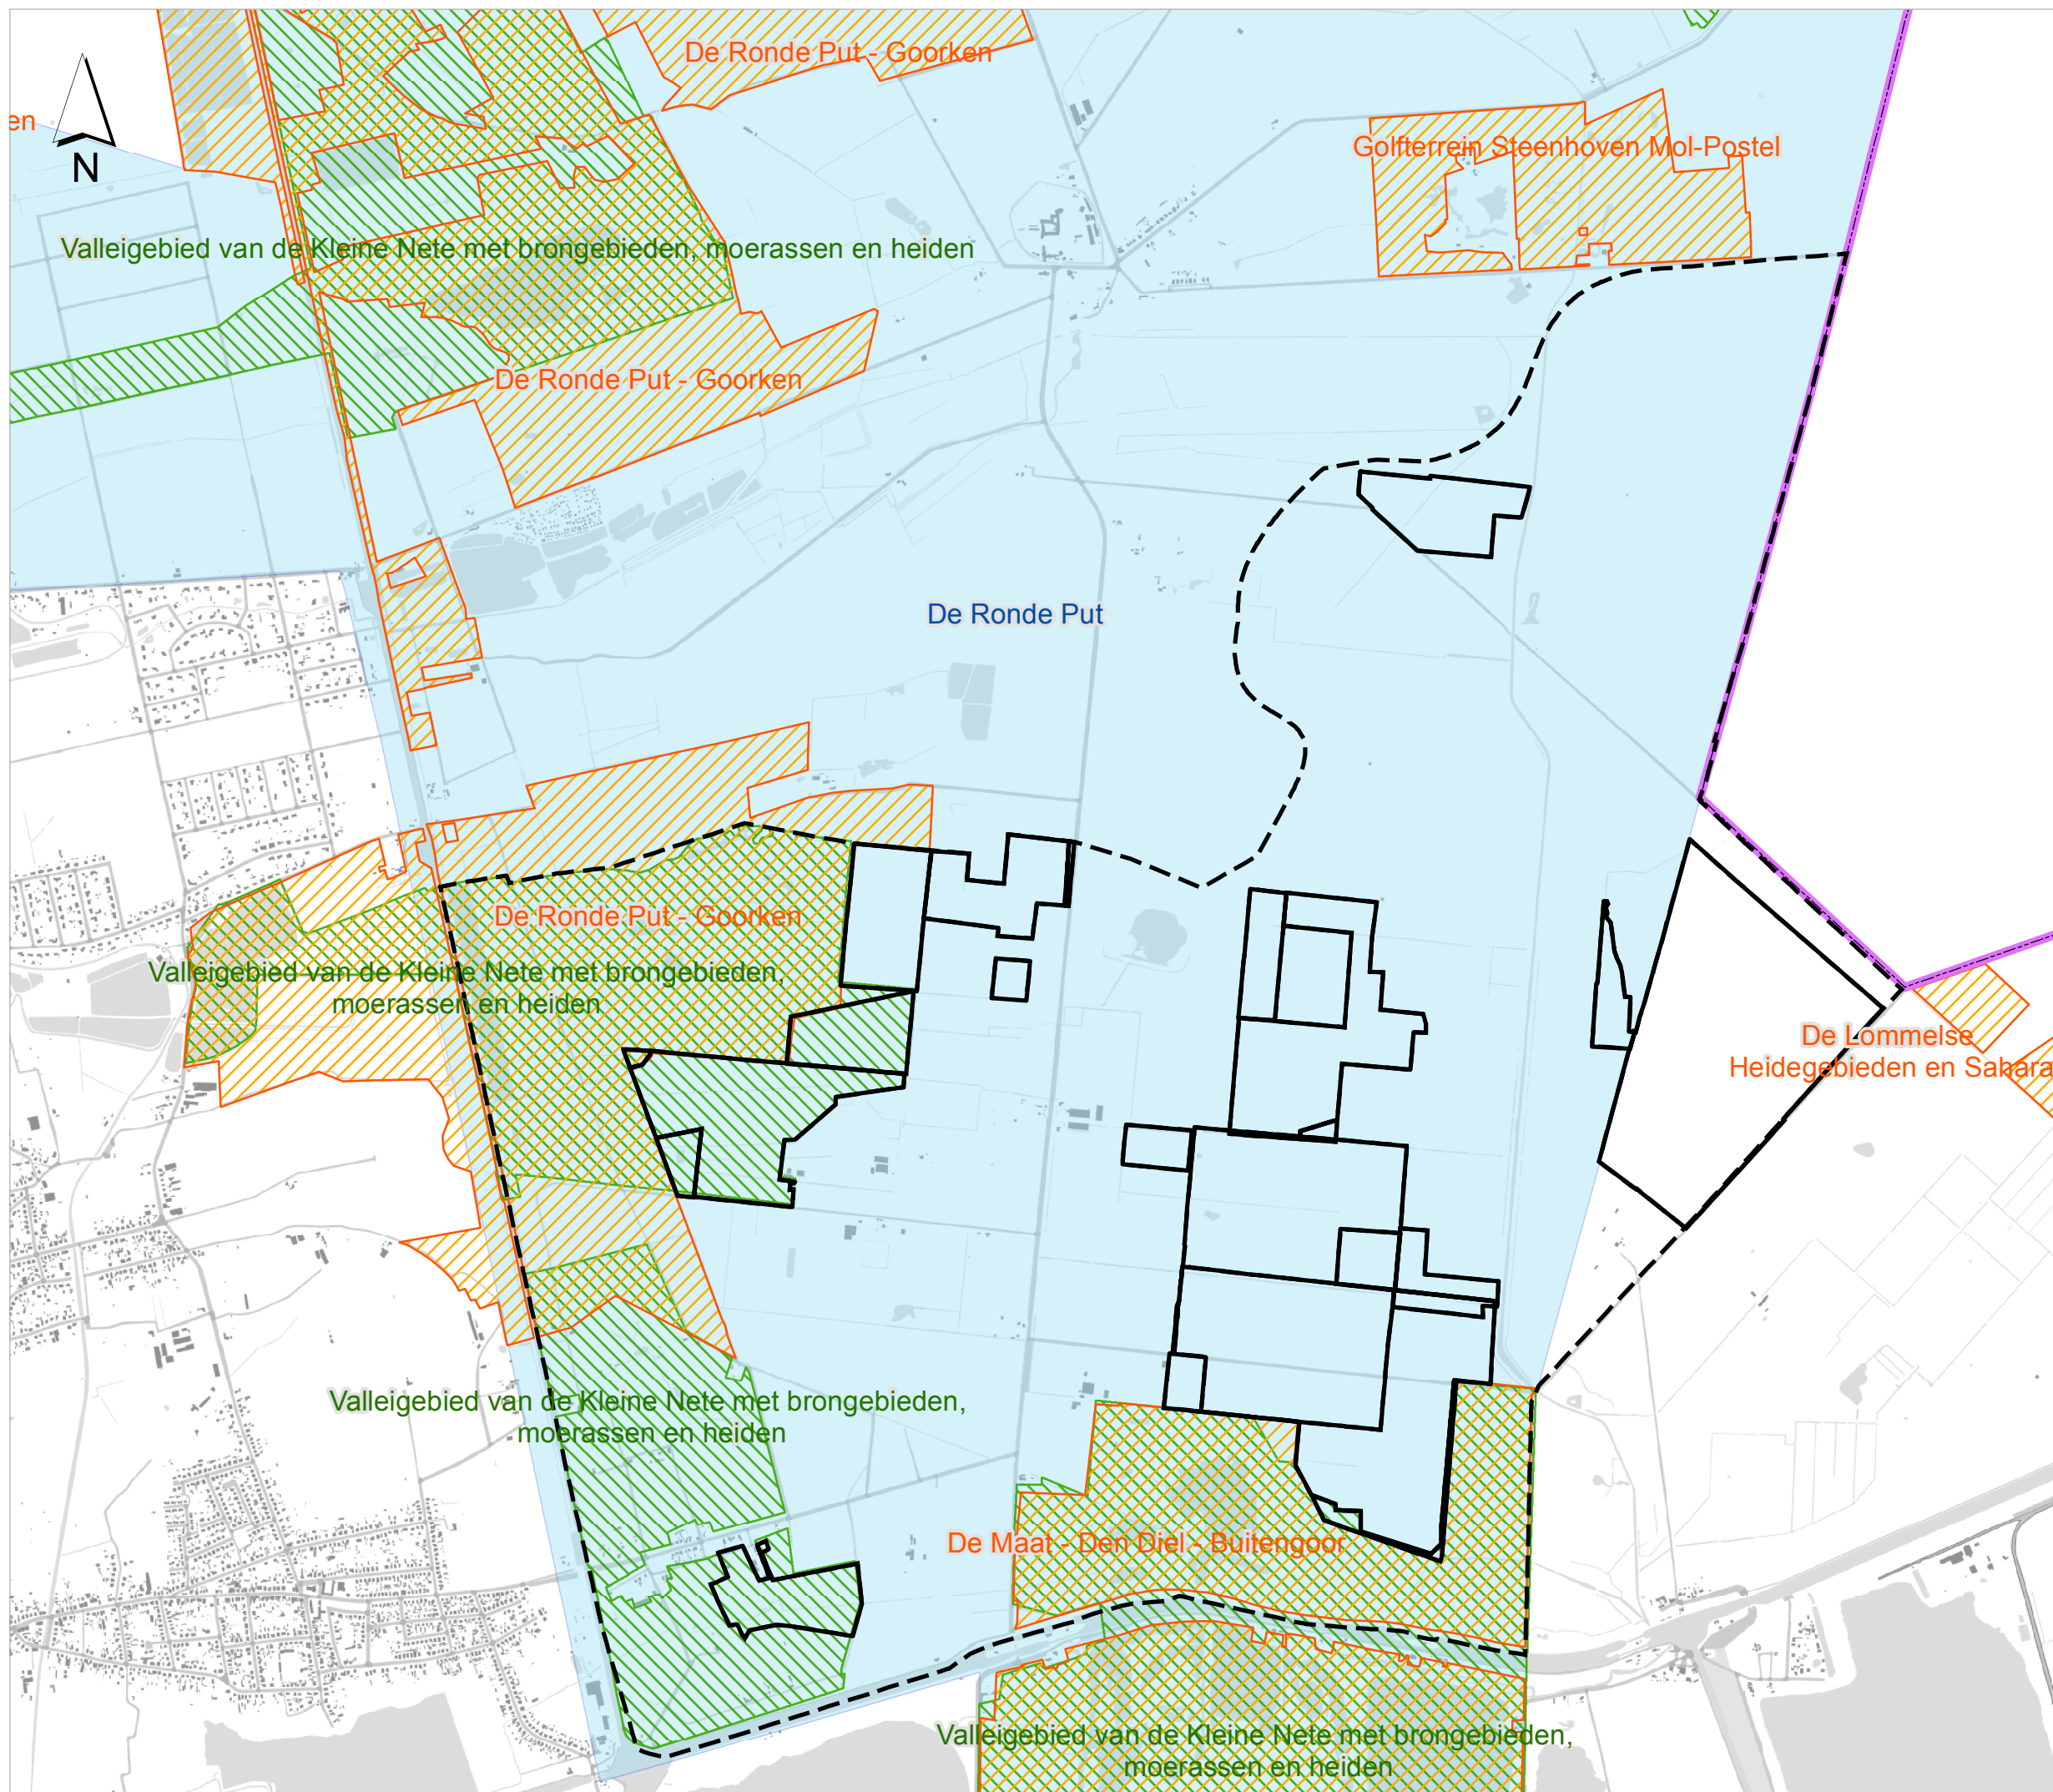 De Ronde Put - Goorken
en
Golfterrein Steenhoven Mol-Postel
N
Valleigebied van de Kleine Nete met brongebieden, moerassen en heiden
De Ronde Put - Goorken
De Ronde Put
De Ronde Put - Goorken
Valleigebied van de Kleine Nete met brongebieden,
moerassen en heiden
De Lommelse
Heidegebieden en Sahara
Valleigebied van de Kleine Nete met brongebieden,
moerassen en heiden
De Maat - Den Diel - Buitengoor
Valleigebied van de Kleine Nete met brongebieden,
moerassen en heiden